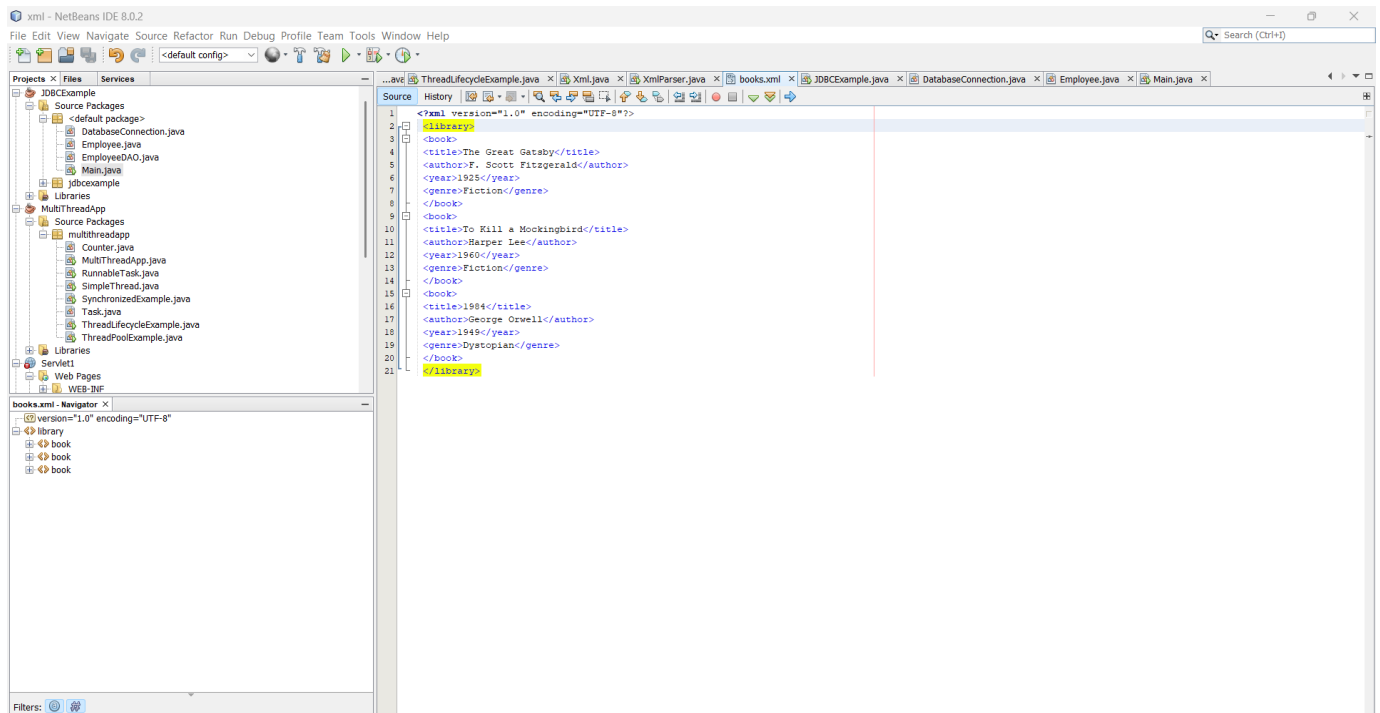 xml - NetBeans IDE 8.0.2
File Edit View Navigate Source Refactor Run Debug Profile Team Tools Window Help
Search (Ctrl+I)
<default config>
Projects Files Services
JDBCExample
Source Packages
<default package>
DatabaseConnection.java
Employee.java
EmployeeDAO.java
Main.java
jdbcexample
Libraries
MultiThreadApp
Source Packages
multithreadapp
Counter.java
MultiThreadApp.java
RunnableTask.java
SimpleThread.java
SynchronizedExample.java
Task.java
ThreadLifecycleExample.java
ThreadPoolExample.java
Libraries
Servlet1
Web Pages
WEB-INF
books.xml - Navigator
version="1.0" encoding="UTF-8"
library
book
book
book
Filters:
...ava ThreadLifecycleExample.java Xml.java XmlParser.java books.xml JDBCExample.java DatabaseConnection.java Employee.java Main.java
Source History
1 <?xml version="1.0" encoding="UTF-8"?>
2 <library>
3 <book>
4 <title>The Great Gatsby</title>
5 <author>F. Scott Fitzgerald</author>
6 <year>1925</year>
7 <genre>Fiction</genre>
8 </book>
9 <book>
10 <title>To Kill a Mockingbird</title>
11 <author>Harper Lee</author>
12 <year>1960</year>
13 <genre>Fiction</genre>
14 </book>
15 <book>
16 <title>1984</title>
17 <author>George Orwell</author>
18 <year>1949</year>
19 <genre>Dystopian</genre>
20 </book>
21 </library>